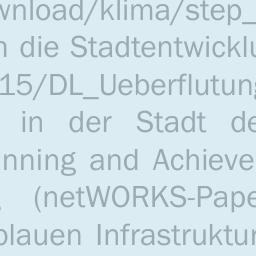 wnload/klima/step_
n die Stadtentwicklu
15/DL_Ueberflutung
in der Stadt de
nning and Achieve
(netWORKS-Pape
blauen Infrastruktur